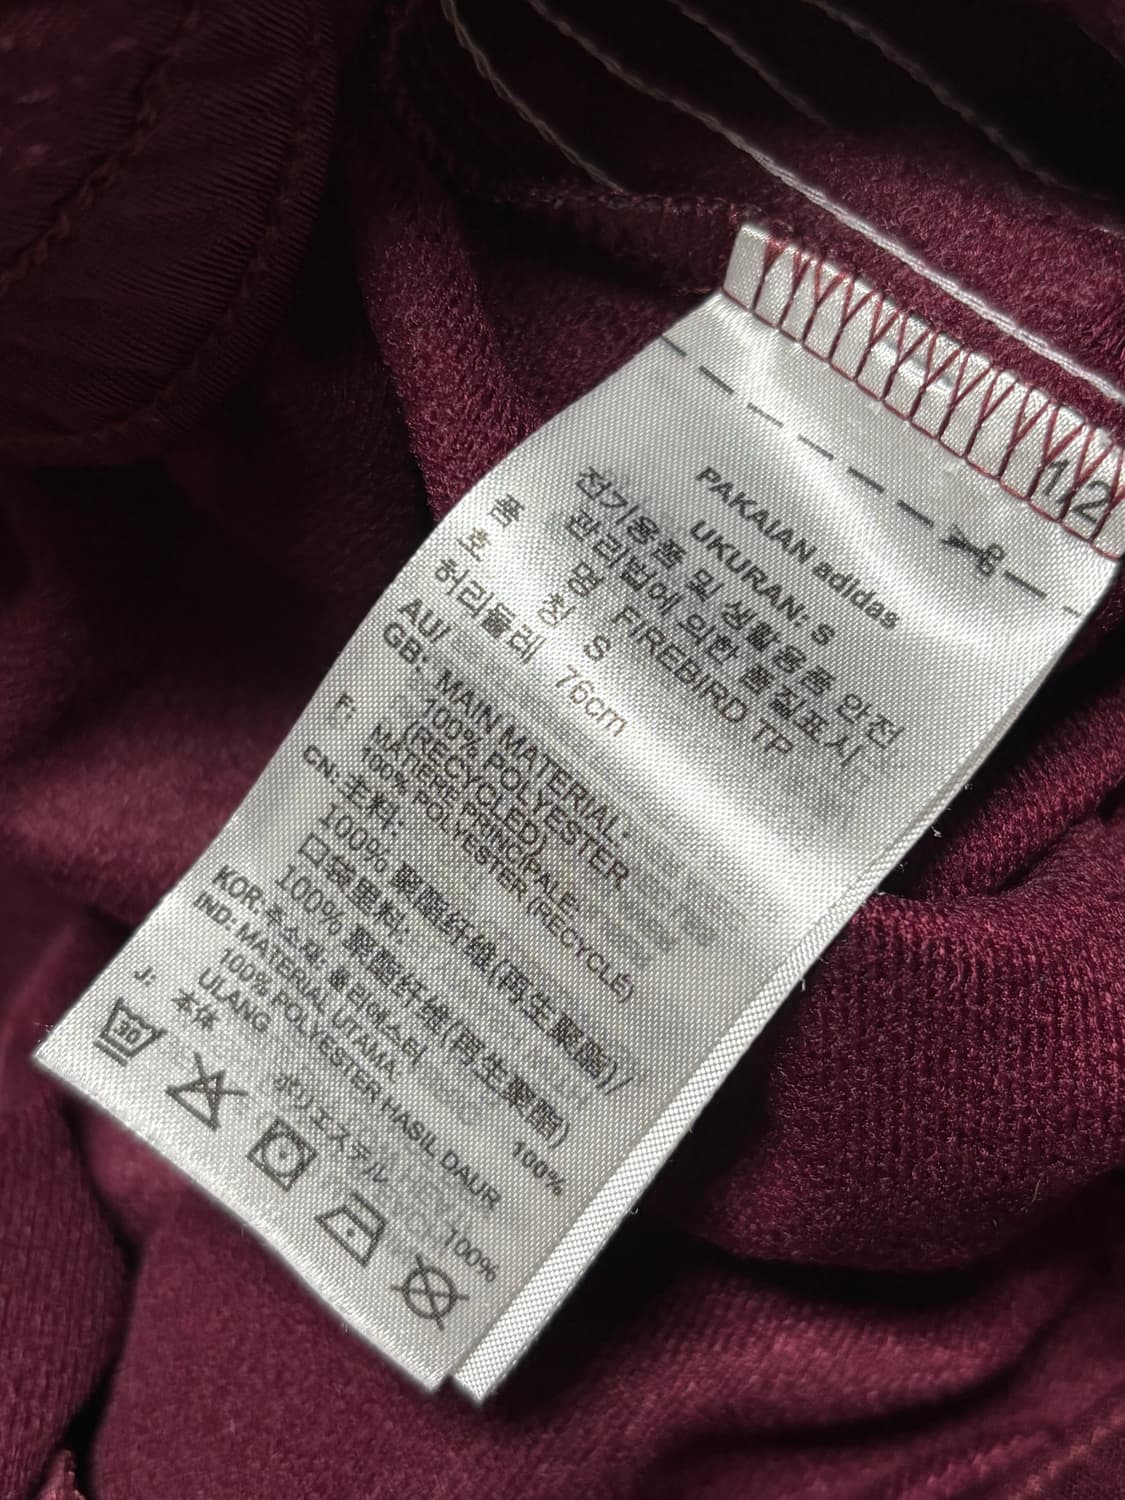 1/2
PAKAIAN adidas
UKURAN: S
전기용품 및 생활용품 안전
관리법에 의한 품질표시
품 명 FIREBIRD TP
호 칭 S
허리둘레 76cm
AU/
GB: MAIN MATERIAL:
100% POLYESTER
(RECYCLED)
F: MATIERE PRINCIPALE:
100% POLYESTER (RECYCLÉ)
CN: 主料:
100% 聚酯纤维(再生聚酯)/
口袋里料:
100% 聚酯纤维(再生聚酯)
KOR: 주소재: 폴리에스터 100%
IND: MATERIAL UTAMA:
100% POLYESTER HASIL DAUR
ULANG
J: 本体 ポリエステル 100%
30